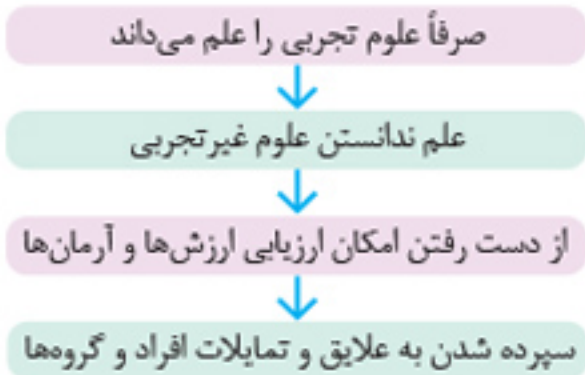 صرفاً علوم تجربی را علم می‌داند
علم ندانستن علوم غیرتجربی
از دست رفتن امکان ارزیابی ارزش‌ها و آرمان‌ها
سپرده شدن به علایق و تمایلات افراد و گروه‌ها